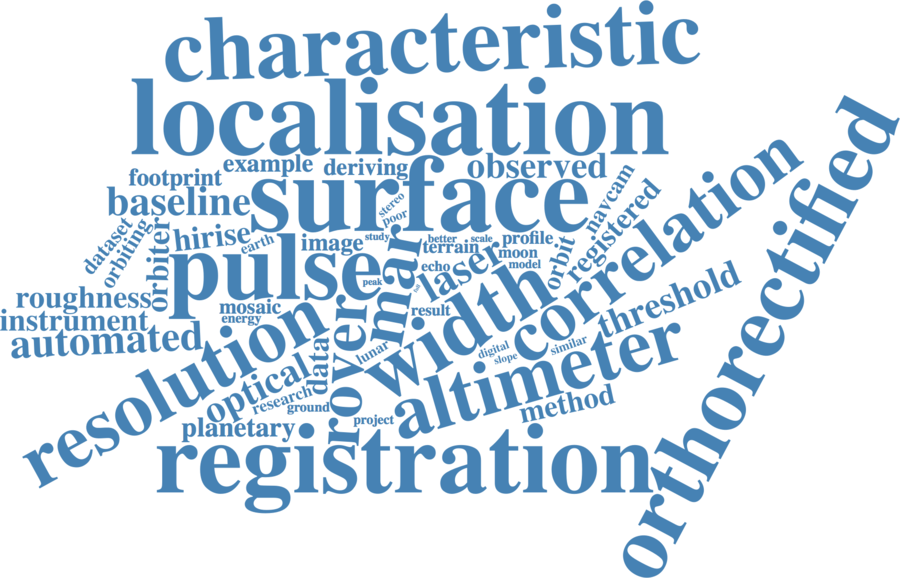 characteristic
localisation
example
deriving
observed
footprint
surface
baseline
stereo
poor
navcam
registered
dataset
orbiting
orbiter
hirise
earth
image
study
mar
better
scale
profile
terrain
moon
orbit
correlation
orthorectified
pulse
peak
echo
laser
model
roughness
mosaic
energy
instrument
automated
result
width
threshold
resolution
rover
lunar
data
optical
digital
slope
similar
altimeter
research
ground
method
project
planetary
registration